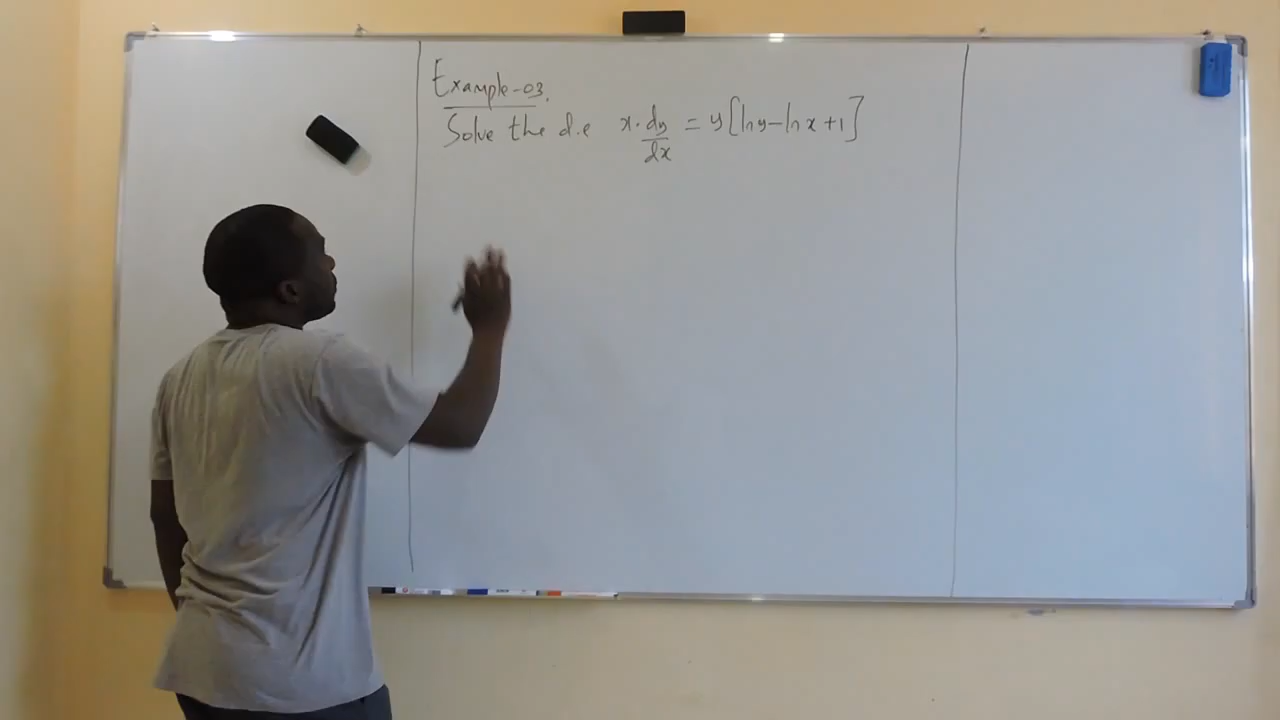 Example-03.
Solve the d.e x·dy/dx = y[lny-lnx+1]